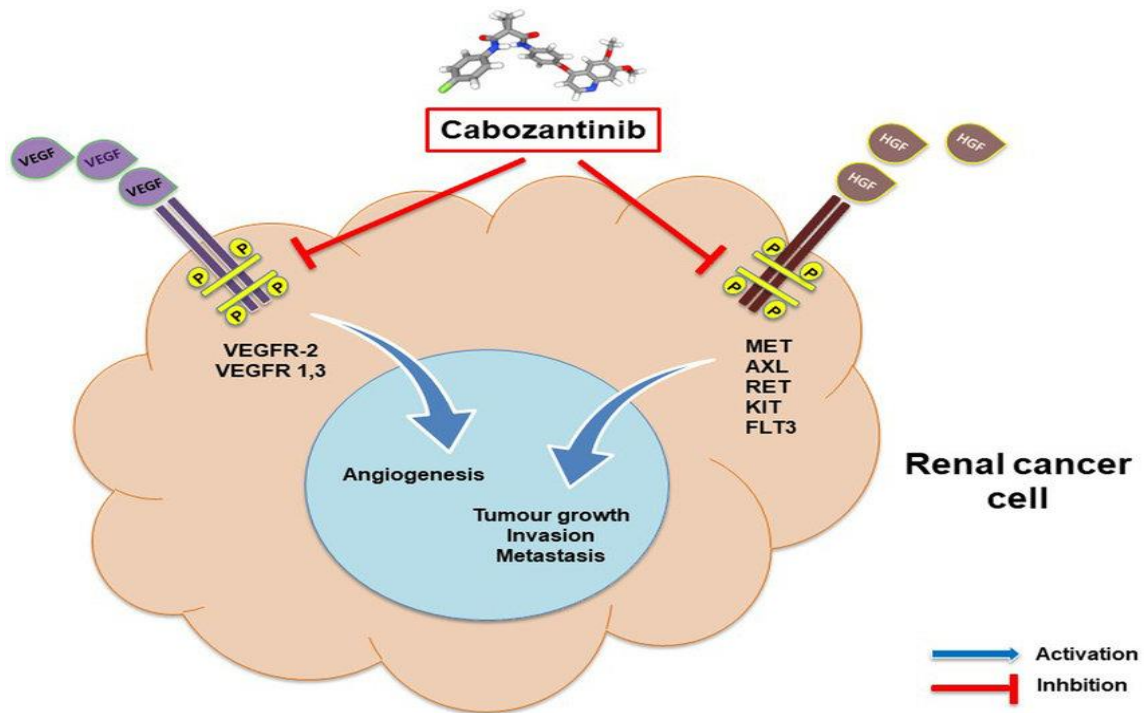 Cabozantinib
VEGF
VEGF
VEGF
HGF
HGF
HGF
P
P
P
P
P
P
P
P
VEGFR-2
VEGFR 1,3
MET
AXL
RET
KIT
FLT3
Angiogenesis
Tumour growth
Invasion
Metastasis
Renal cancer
cell
Activation
Inhbition